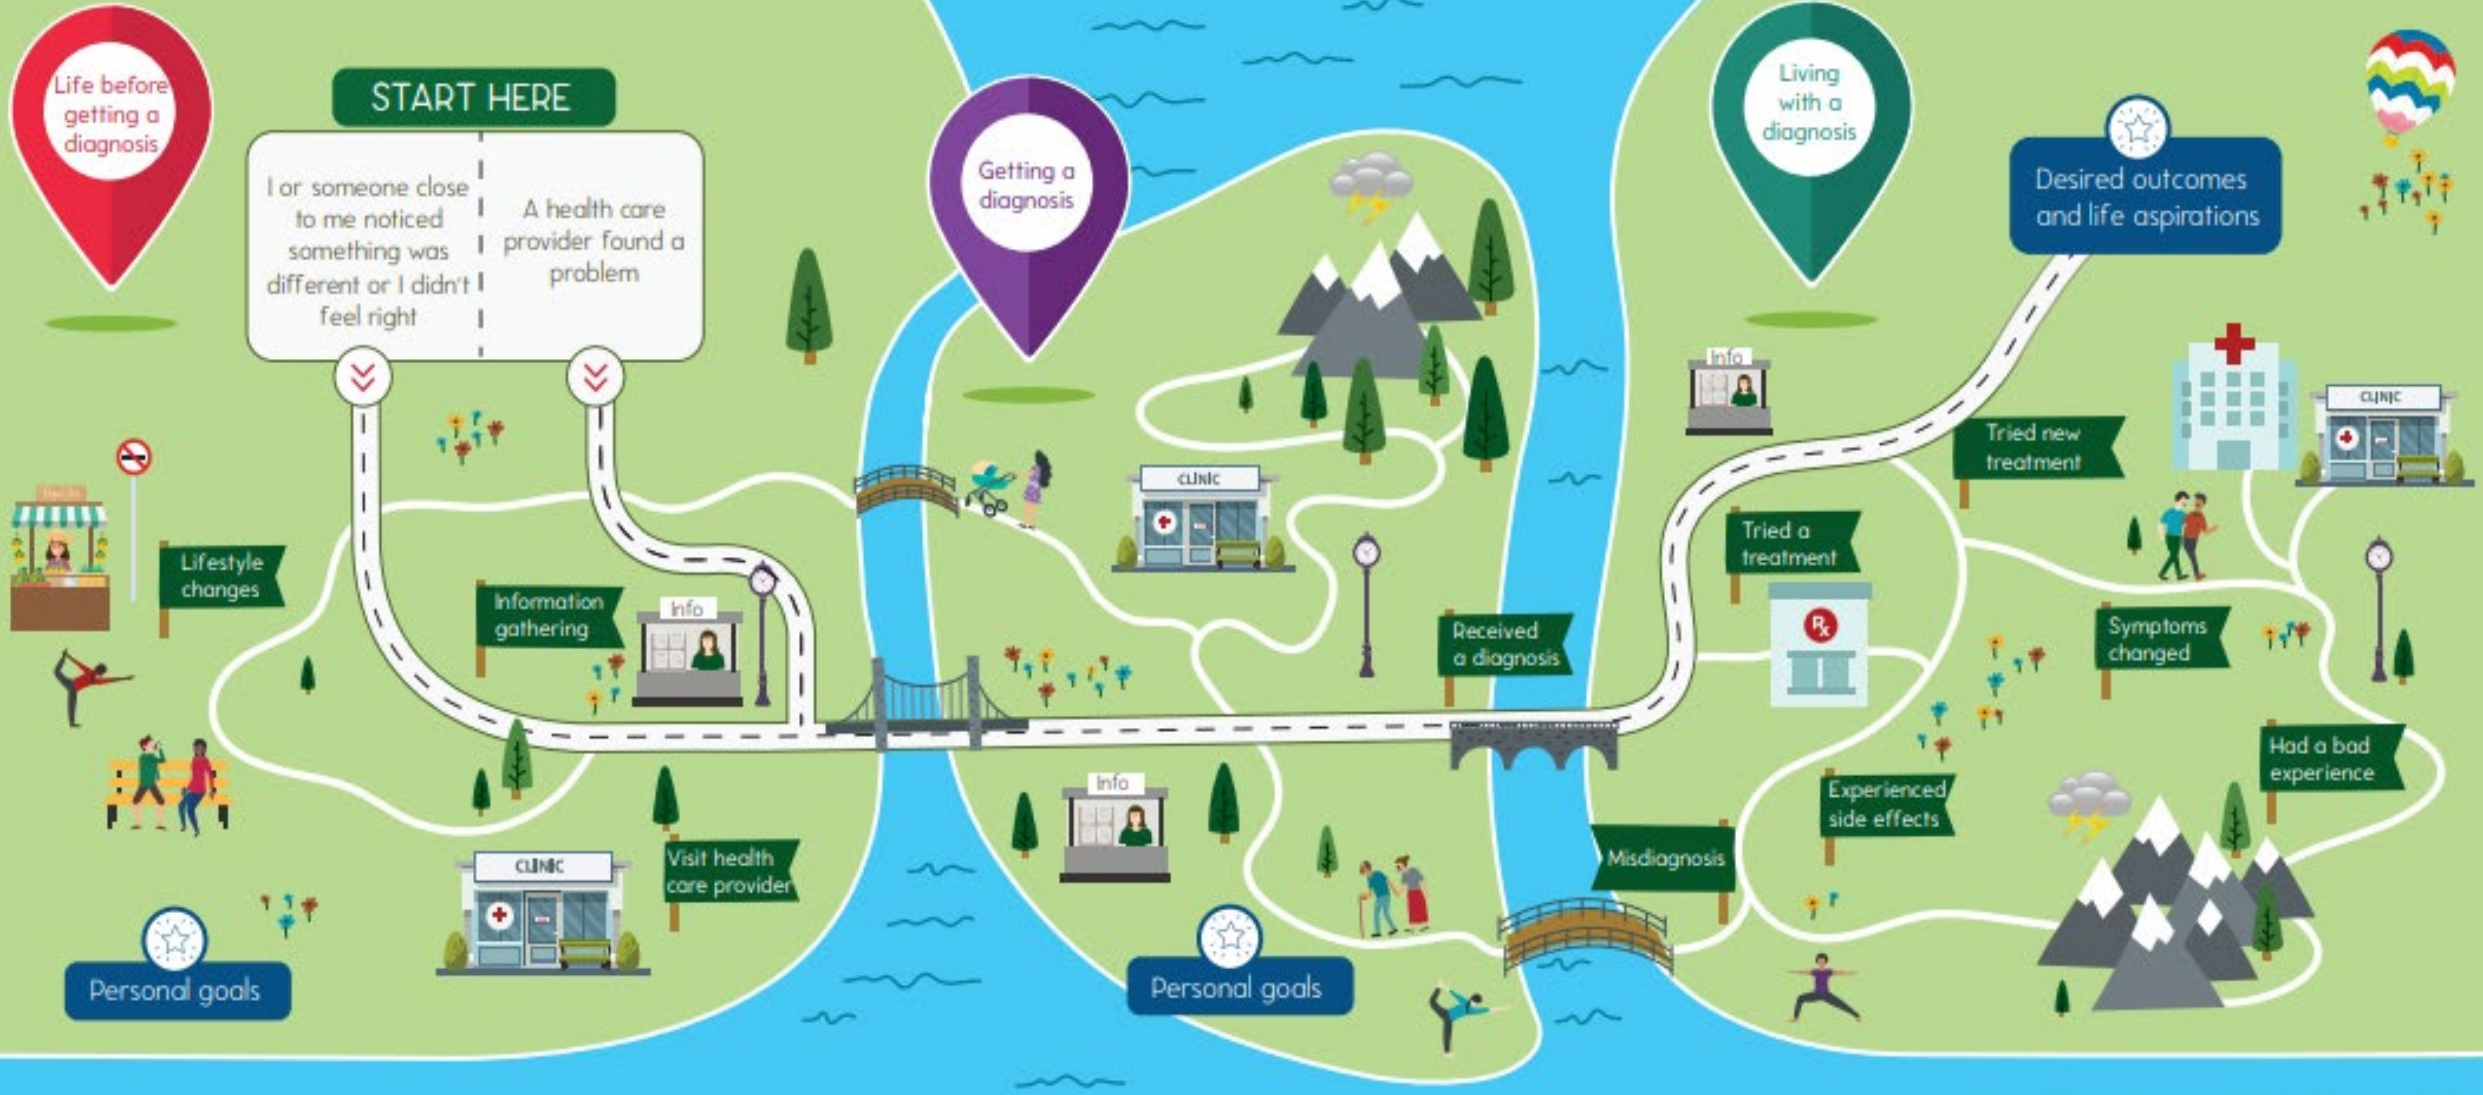 Life before
getting a
diagnosis
START HERE
I or someone close
to me noticed
something was
different or I didn't
feel right
A health care
provider found a
problem
Getting a
diagnosis
Living
with a
diagnosis
Desired outcomes
and life aspirations
Lifestyle
changes
Information
gathering
Info
Visit health
care provider
CLINIC
Personal goals
CLINIC
Info
Received
a diagnosis
Personal goals
Info
Tried new
treatment
CLINIC
Tried a
treatment
Rx
Symptoms
changed
Had a bad
experience
Experienced
side effects
Misdiagnosis